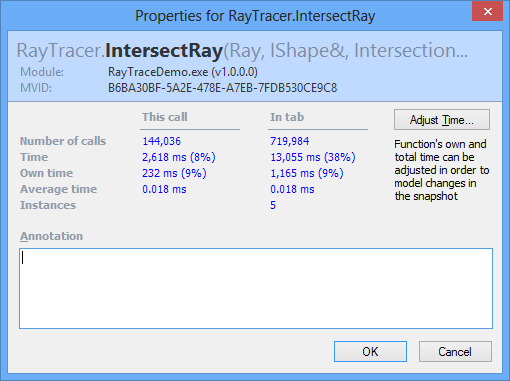 Properties for RayTracer.IntersectRay
RayTracer.IntersectRay(Ray, IShape&, Intersection...
Module: RayTraceDemo.exe (v1.0.0.0)
MVID: B6BA30BF-5A2E-478E-A7EB-7FDB530CE9C8
This call In tab
Number of calls 144,036 719,984
Time 2,618 ms (8%) 13,055 ms (38%)
Own time 232 ms (9%) 1,165 ms (9%)
Average time 0.018 ms 0.018 ms
Instances 5
Adjust Time...
Function's own and
total time can be
adjusted in order to
model changes in
the snapshot
Annotation
OK Cancel